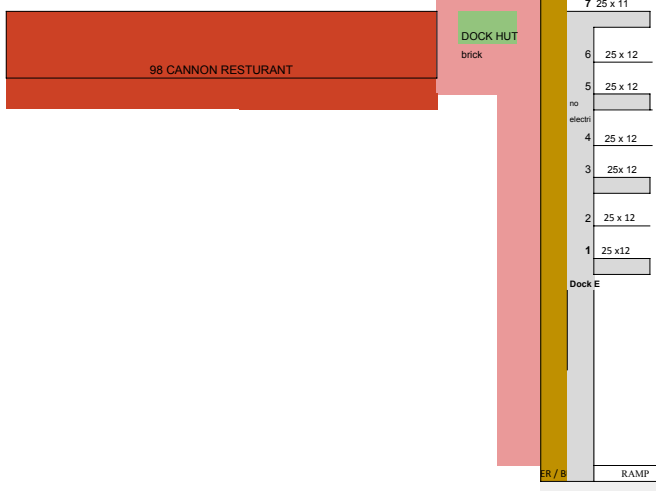 7 25 x 11
DOCK HUT
brick
98 CANNON RESTURANT
6 25 x 12
5 25 x 12
no
electri
4 25 x 12
3 25x 12
2 25 x 12
1 25 x12
Dock E
ER / B
RAMP